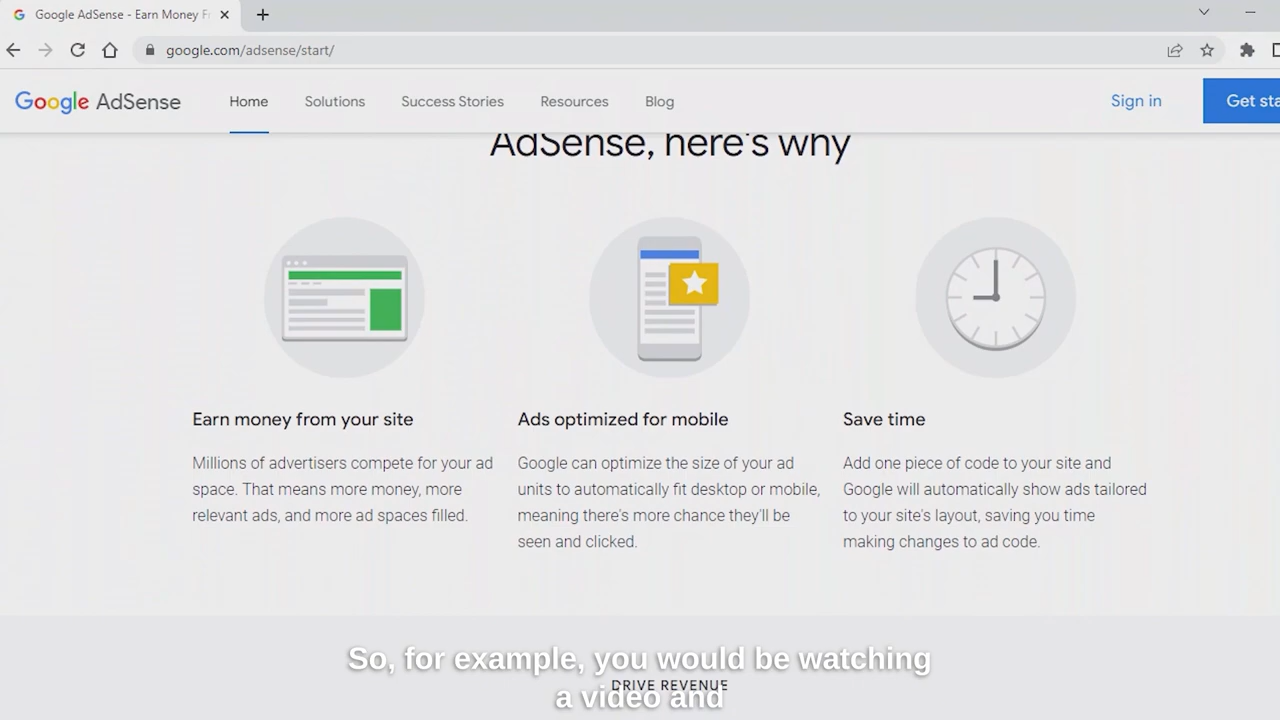 Google AdSense - Earn Money F
google.com/adsense/start/
Google AdSense Home Solutions Success Stories Resources Blog Sign in Get sta
AdSense, here's why
Earn money from your site
Millions of advertisers compete for your ad
space. That means more money, more
relevant ads, and more ad spaces filled.
Ads optimized for mobile
Google can optimize the size of your ad
units to automatically fit desktop or mobile,
meaning there's more chance they'll be
seen and clicked.
Save time
Add one piece of code to your site and
Google will automatically show ads tailored
to your site's layout, saving you time
making changes to ad code.
DRIVE REVENUE
So, for example, you would be watching
a video and